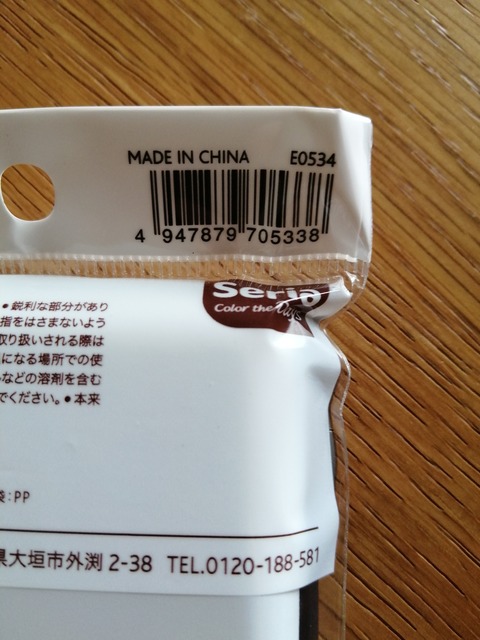 MADE IN CHINA E0534
4 947879 705338
Seria
Color the days
●鋭利な部分があり
指をはさまないよう
取り扱いされる際は
になる場所での使
などの溶剤を含む
でください。●本来
袋：PP
県大垣市外渕 2-38 TEL.0120-188-581